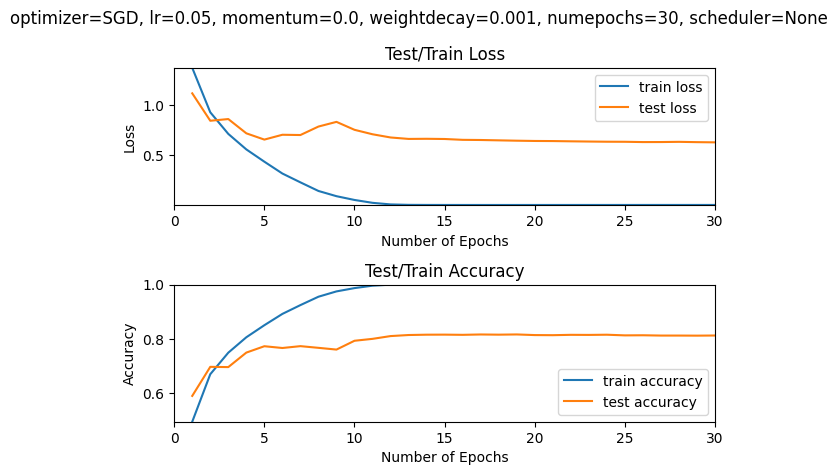 optimizer=SGD, lr=0.05, momentum=0.0, weightdecay=0.001, numepochs=30, scheduler=None
Test/Train Loss
train loss
test loss
1.0
0.5
Loss
0 5 10 15 20 25 30
Number of Epochs
Test/Train Accuracy
1.0
0.8
0.6
Accuracy
train accuracy
test accuracy
0 5 10 15 20 25 30
Number of Epochs